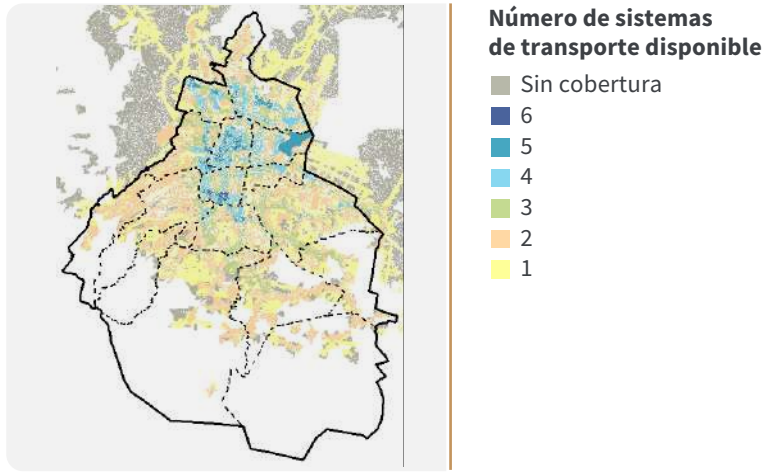 Número de sistemas
de transporte disponible
Sin cobertura
6
5
4
3
2
1